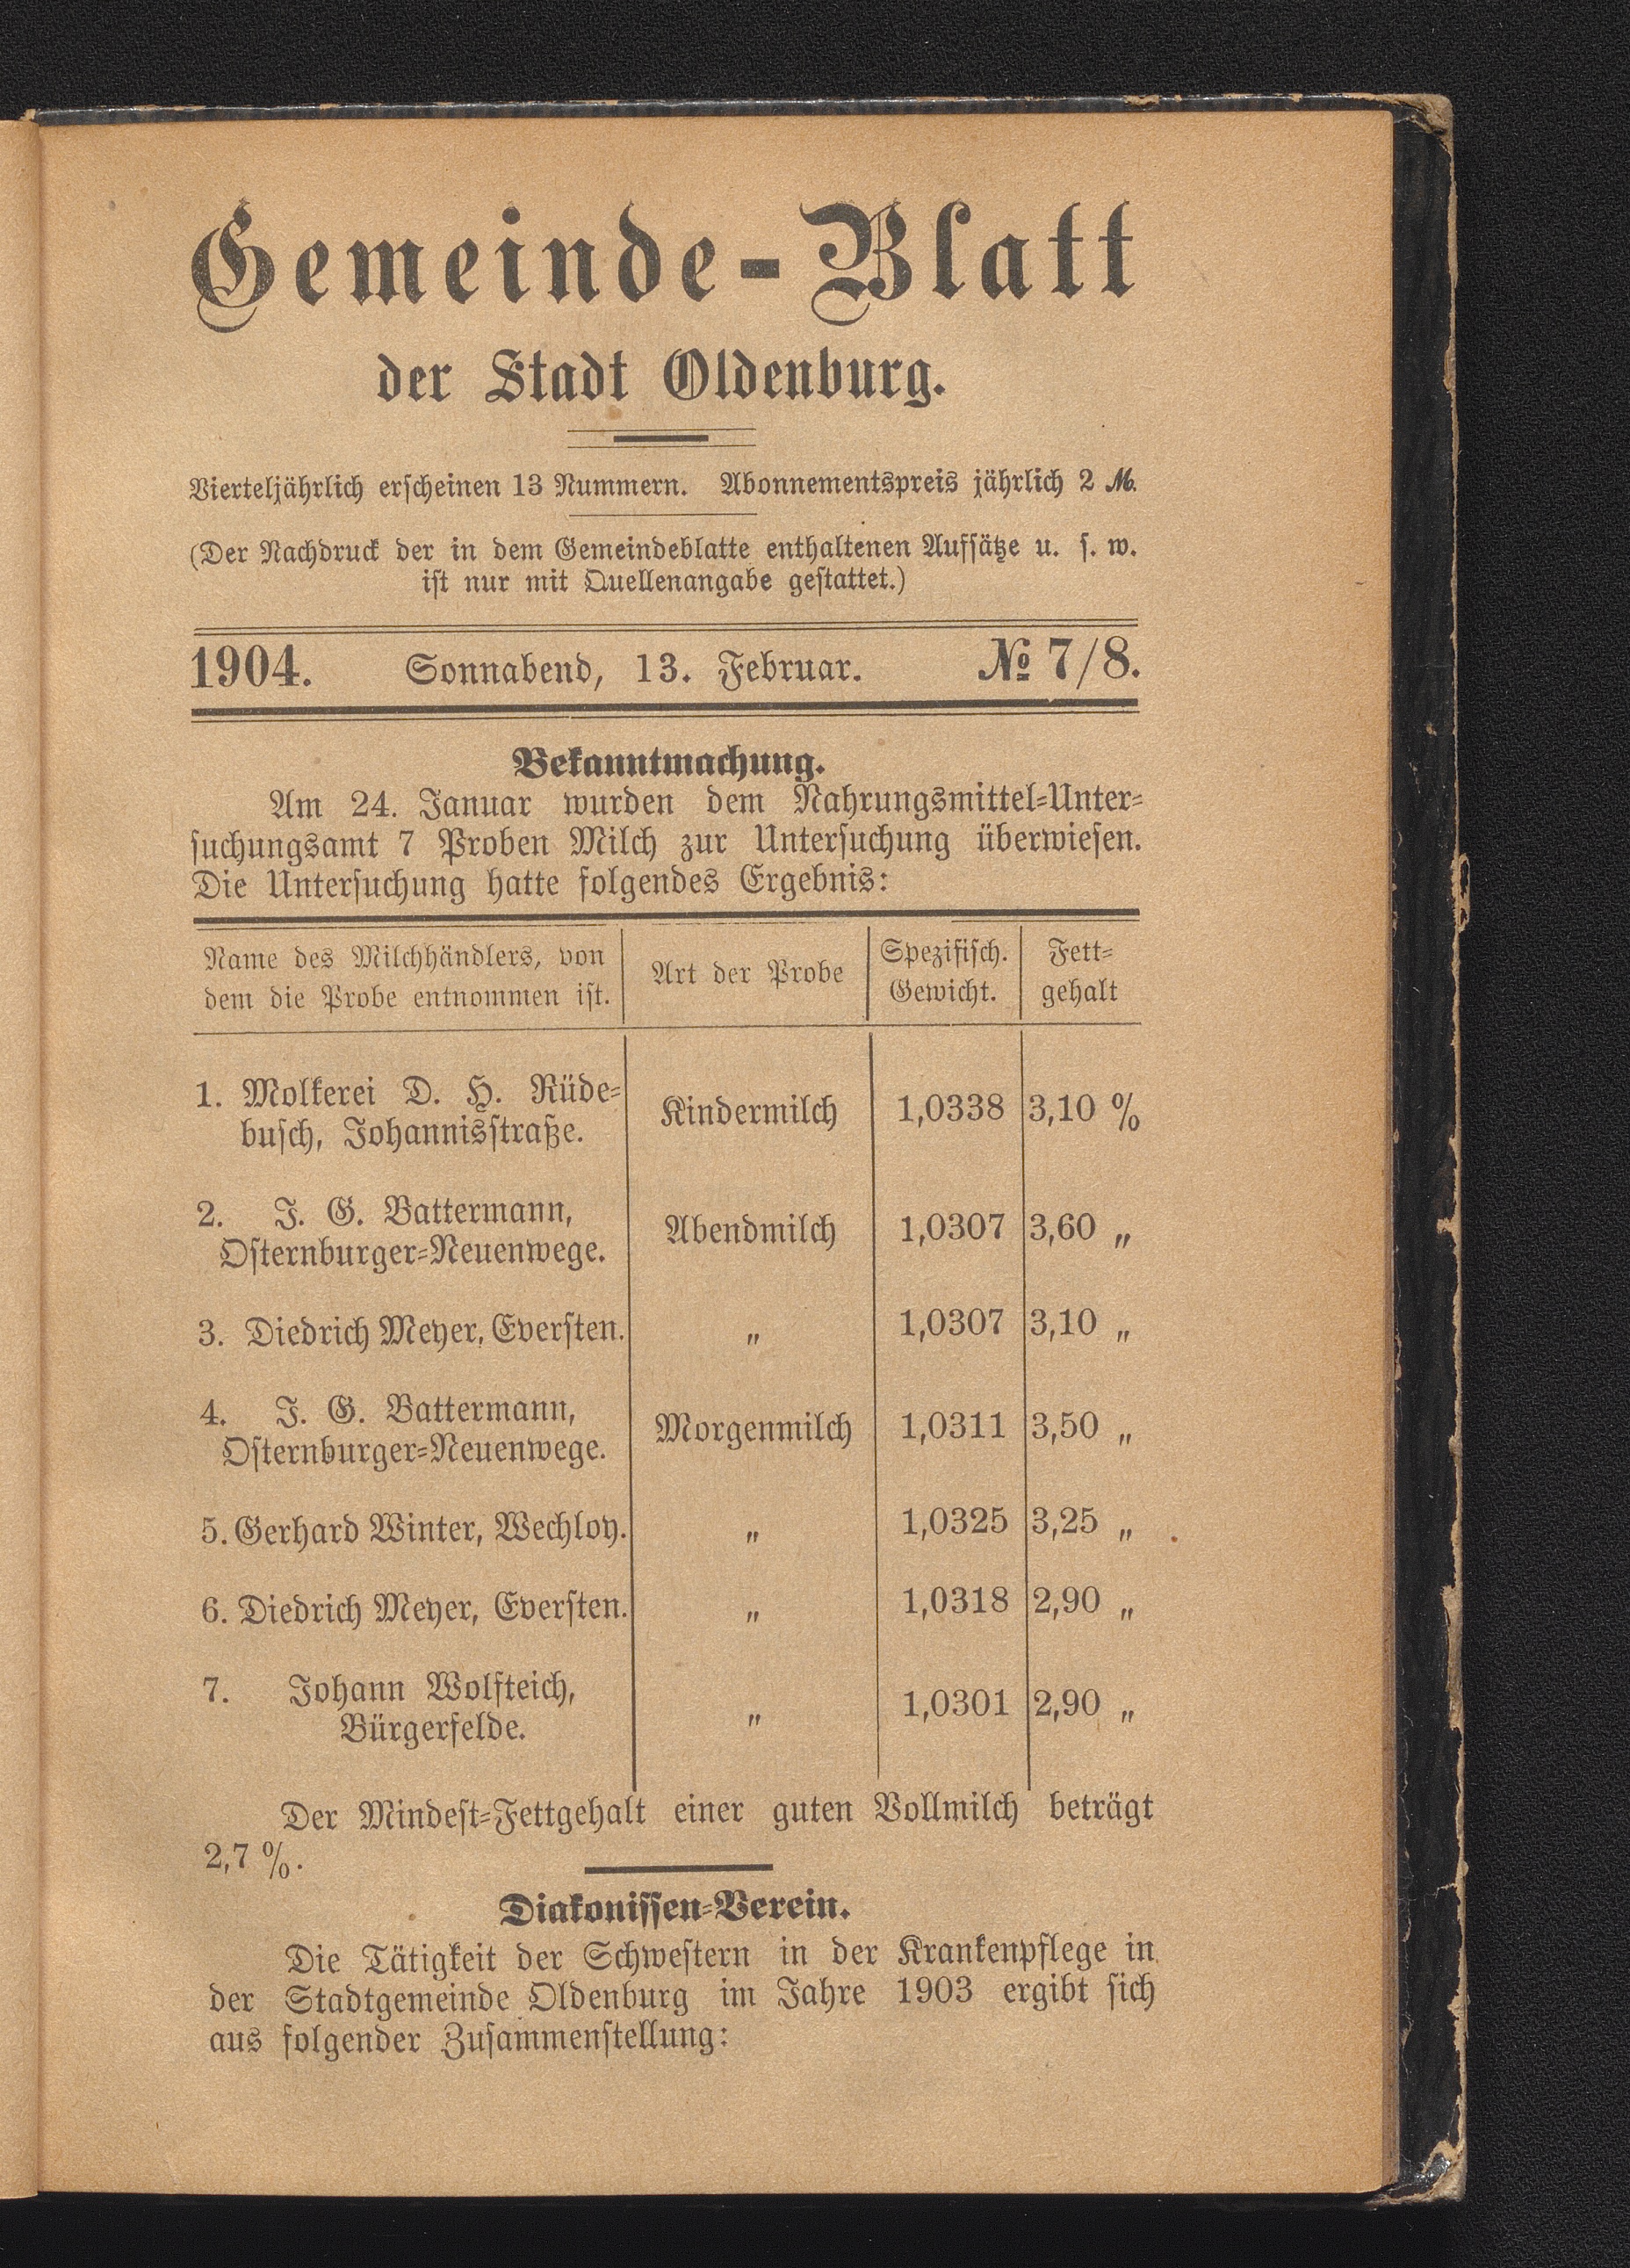 Gemeinde-Blatt
der Stadt Oldenburg.
Vierteljährlich erscheinen 13 Nummern. Abonnementspreis jährlich 2 M.
(Der Nachdruck der in dem Gemeindeblatte enthaltenen Aufsätze u. s. w.
ist nur mit Quellenangabe gestattet.)
1904. Sonnabend, 13. Februar. № 7/8.
Bekanntmachung.
Am 24. Januar wurden dem Nahrungsmittel-Unter-
suchungsamt 7 Proben Milch zur Untersuchung überwiesen.
Die Untersuchung hatte folgendes Ergebnis:
Name des Milchhändlers, von
dem die Probe entnommen ist.
Art der Probe
Spezifisch.
Gewicht.
Fett-
gehalt
1. Molkerei D. H. Rüde-
busch, Johannisstraße.
Kindermilch 1,0338 3,10 %
2. J. G. Battermann,
Osternburger-Neuenwege.
Abendmilch 1,0307 3,60 „
3. Diedrich Meyer, Eversten. „ 1,0307 3,10 „
4. J. G. Battermann,
Osternburger-Neuenwege.
Morgenmilch 1,0311 3,50 „
5. Gerhard Winter, Wechloy. „ 1,0325 3,25 „
6. Diedrich Meyer, Eversten. „ 1,0318 2,90 „
7. Johann Wolfteich,
Bürgerfelde.
„ 1,0301 2,90 „
Der Mindest-Fettgehalt einer guten Vollmilch beträgt
2,7 %.
Diakonissen-Verein.
Die Tätigkeit der Schwestern in der Krankenpflege in
der Stadtgemeinde Oldenburg im Jahre 1903 ergibt sich
aus folgender Zusammenstellung: